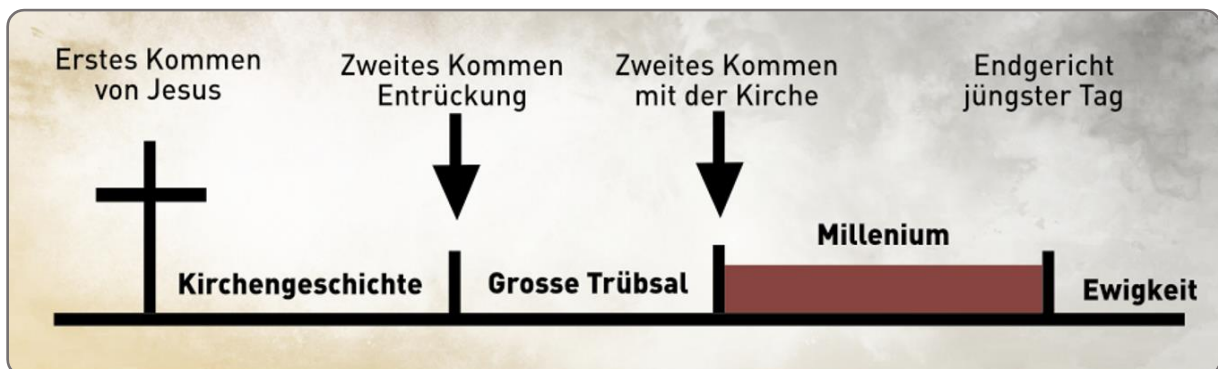 Erstes Kommen
von Jesus
Zweites Kommen
Entrückung
Zweites Kommen
mit der Kirche
Endgericht
jüngster Tag
Kirchengeschichte
Grosse Trübsal
Millenium
Ewigkeit